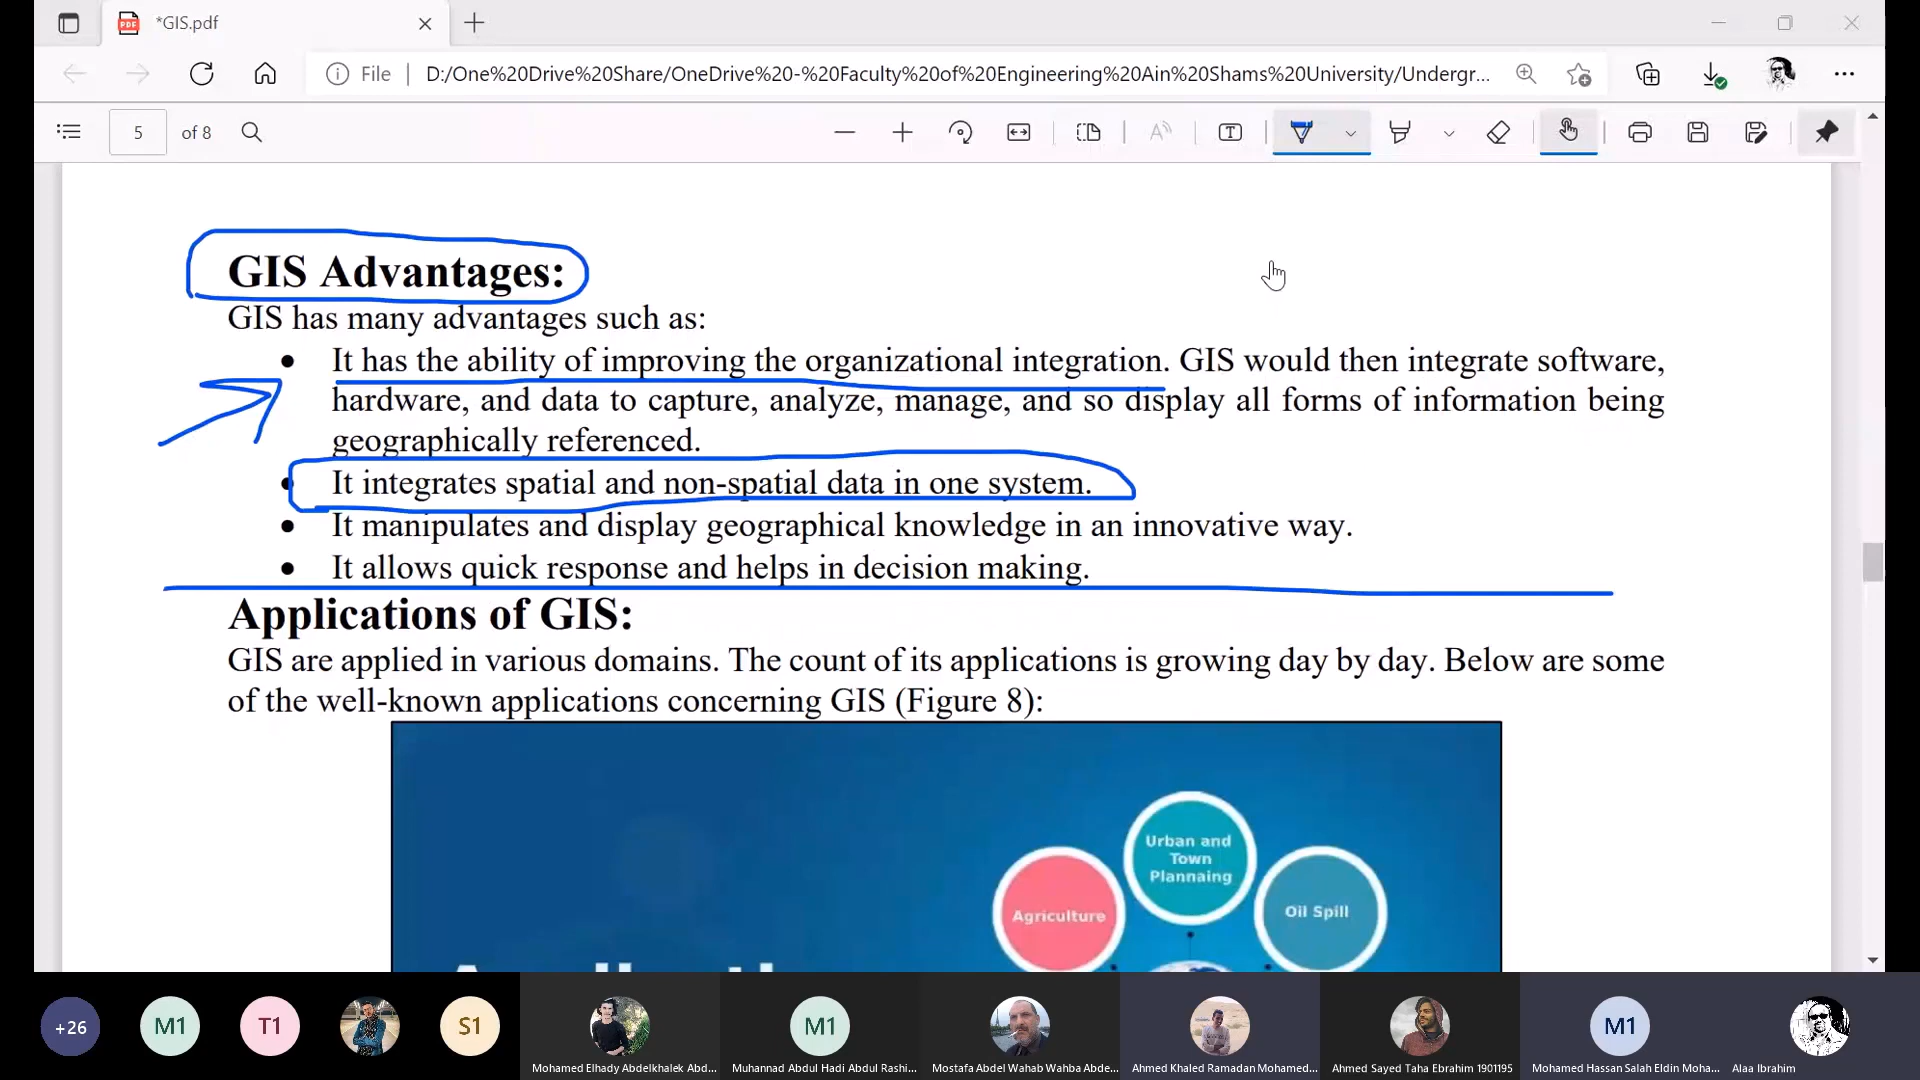 *GIS.pdf
File
D:/One%20Drive%20Share/OneDrive%20-%20Faculty%20of%20Engineering%20Ain%20Shams%20University/Undergr...
5 of 8
GIS Advantages:
GIS has many advantages such as:
• It has the ability of improving the organizational integration. GIS would then integrate software,
hardware, and data to capture, analyze, manage, and so display all forms of information being
geographically referenced.
• It integrates spatial and non-spatial data in one system.
• It manipulates and display geographical knowledge in an innovative way.
• It allows quick response and helps in decision making.
Applications of GIS:
GIS are applied in various domains. The count of its applications is growing day by day. Below are some
of the well-known applications concerning GIS (Figure 8):
Urban and
Town
Plannaing
Agriculture
Oil Spill
+26
M1
T1
S1
M1
M1
Mohamed Elhady Abdelkhalek Abd...
Muhannad Abdul Hadi Abdul Rashi...
Mostafa Abdel Wahab Wahba Abde...
Ahmed Khaled Ramadan Mohamed...
Ahmed Sayed Taha Ebrahim 1901195
Mohamed Hassan Salah Eldin Moha...
Alaa Ibrahim